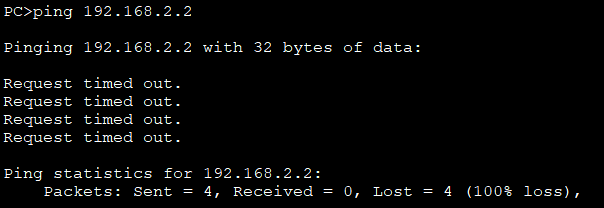 PC>ping 192.168.2.2
Pinging 192.168.2.2 with 32 bytes of data:
Request timed out.
Request timed out.
Request timed out.
Request timed out.
Ping statistics for 192.168.2.2:
Packets: Sent = 4, Received = 0, Lost = 4 (100% loss),